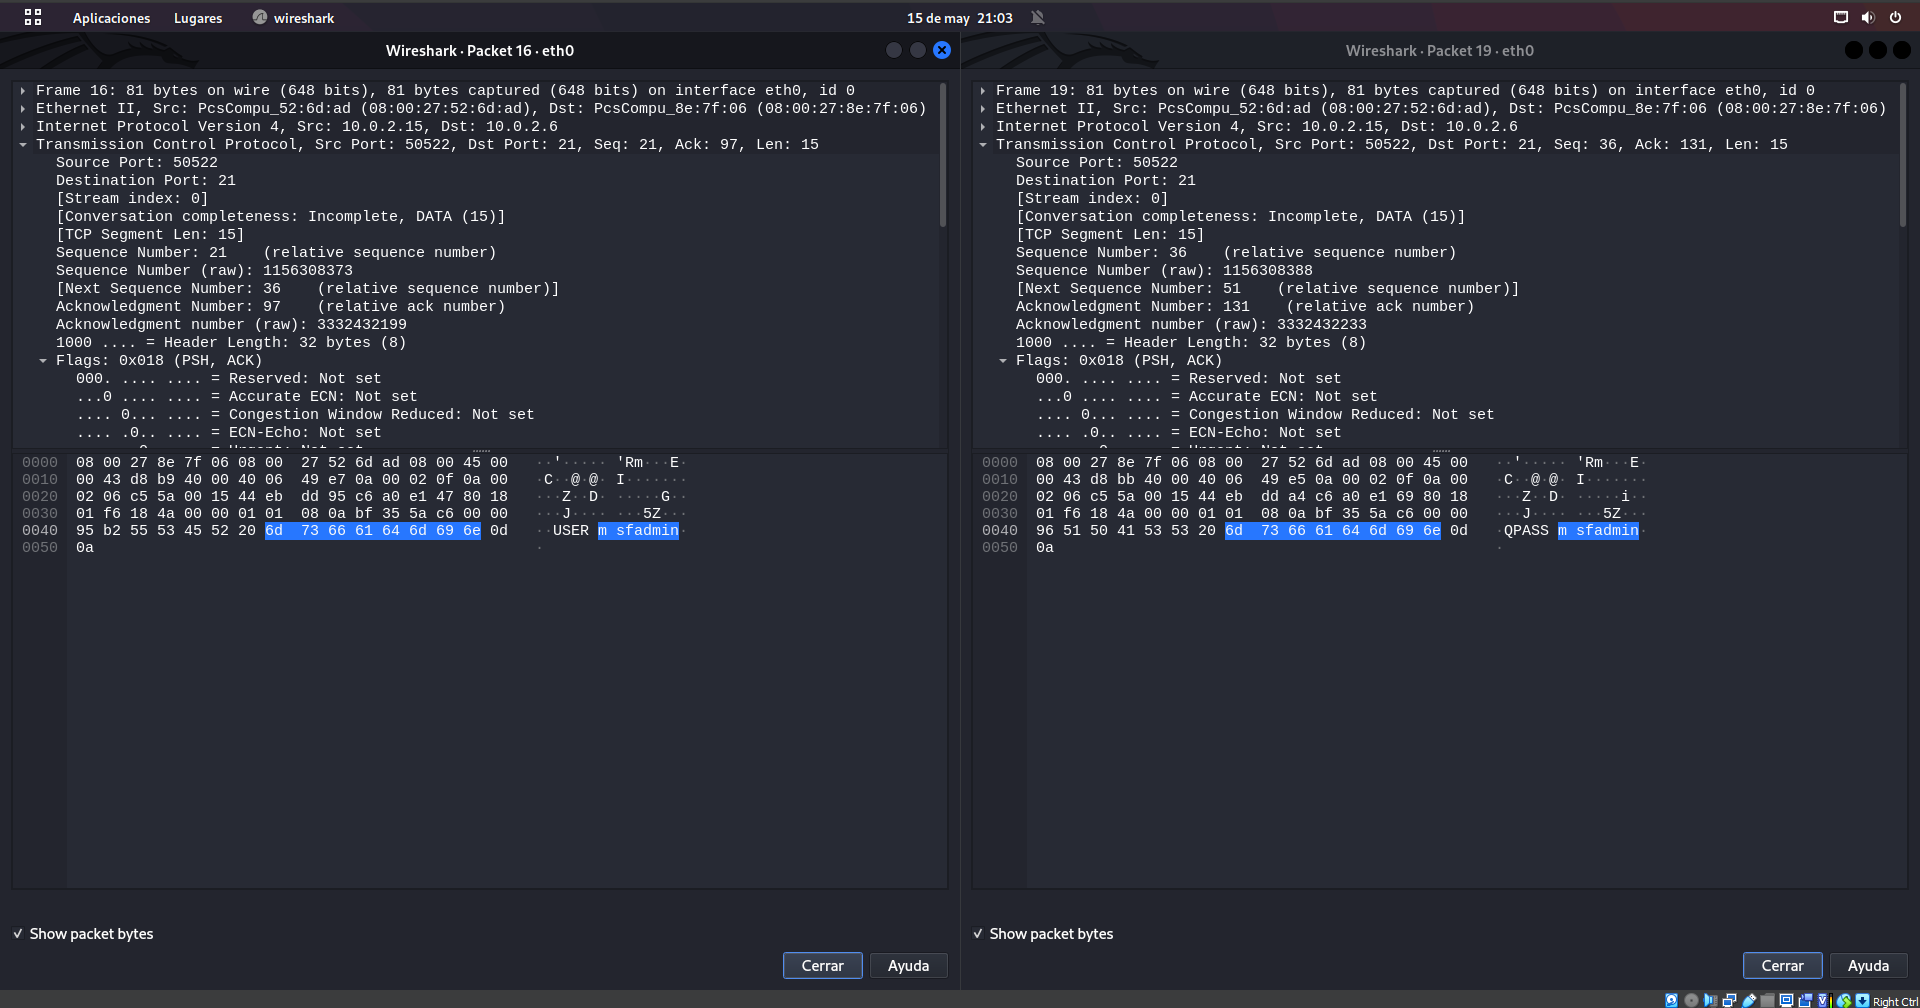 Aplicaciones Lugares wireshark 15 de may 21:03
Wireshark · Packet 16 · eth0
Frame 16: 81 bytes on wire (648 bits), 81 bytes captured (648 bits) on interface eth0, id 0
Ethernet II, Src: PcsCompu_52:6d:ad (08:00:27:52:6d:ad), Dst: PcsCompu_8e:7f:06 (08:00:27:8e:7f:06)
Internet Protocol Version 4, Src: 10.0.2.15, Dst: 10.0.2.6
Transmission Control Protocol, Src Port: 50522, Dst Port: 21, Seq: 21, Ack: 97, Len: 15
Source Port: 50522
Destination Port: 21
[Stream index: 0]
[Conversation completeness: Incomplete, DATA (15)]
[TCP Segment Len: 15]
Sequence Number: 21    (relative sequence number)
Sequence Number (raw): 1156308373
[Next Sequence Number: 36    (relative sequence number)]
Acknowledgment Number: 97    (relative ack number)
Acknowledgment number (raw): 3332432199
1000 .... = Header Length: 32 bytes (8)
Flags: 0x018 (PSH, ACK)
000. .... .... = Reserved: Not set
...0 .... .... = Accurate ECN: Not set
.... 0... .... = Congestion Window Reduced: Not set
.... .0.. .... = ECN-Echo: Not set
0000 08 00 27 8e 7f 06 08 00 27 52 6d ad 08 00 45 00 ··'····· 'Rm···E·
0010 00 43 d8 b9 40 00 40 06 49 e7 0a 00 02 0f 0a 00 ·C··@·@· I·······
0020 02 06 c5 5a 00 15 44 eb dd 95 c6 a0 e1 47 80 18 ···Z··D· ·····G··
0030 01 f6 18 4a 00 00 01 01 08 0a bf 35 5a c6 00 00 ···J···· ···5Z···
0040 95 b2 55 53 45 52 20 6d 73 66 61 64 6d 69 6e 0d ··USER m sfadmin·
0050 0a ·
Show packet bytes
Cerrar Ayuda
Wireshark · Packet 19 · eth0
Frame 19: 81 bytes on wire (648 bits), 81 bytes captured (648 bits) on interface eth0, id 0
Ethernet II, Src: PcsCompu_52:6d:ad (08:00:27:52:6d:ad), Dst: PcsCompu_8e:7f:06 (08:00:27:8e:7f:06)
Internet Protocol Version 4, Src: 10.0.2.15, Dst: 10.0.2.6
Transmission Control Protocol, Src Port: 50522, Dst Port: 21, Seq: 36, Ack: 131, Len: 15
Source Port: 50522
Destination Port: 21
[Stream index: 0]
[Conversation completeness: Incomplete, DATA (15)]
[TCP Segment Len: 15]
Sequence Number: 36    (relative sequence number)
Sequence Number (raw): 1156308388
[Next Sequence Number: 51    (relative sequence number)]
Acknowledgment Number: 131    (relative ack number)
Acknowledgment number (raw): 3332432233
1000 .... = Header Length: 32 bytes (8)
Flags: 0x018 (PSH, ACK)
000. .... .... = Reserved: Not set
...0 .... .... = Accurate ECN: Not set
.... 0... .... = Congestion Window Reduced: Not set
.... .0.. .... = ECN-Echo: Not set
0000 08 00 27 8e 7f 06 08 00 27 52 6d ad 08 00 45 00 ··'····· 'Rm···E·
0010 00 43 d8 bb 40 00 40 06 49 e5 0a 00 02 0f 0a 00 ·C··@·@· I·······
0020 02 06 c5 5a 00 15 44 eb dd a4 c6 a0 e1 69 80 18 ···Z··D· ·····i··
0030 01 f6 18 4a 00 00 01 01 08 0a bf 35 5a c6 00 00 ···J···· ···5Z···
0040 96 51 50 41 53 53 20 6d 73 66 61 64 6d 69 6e 0d ·QPASS m sfadmin·
0050 0a ·
Show packet bytes
Cerrar Ayuda
Right Ctrl